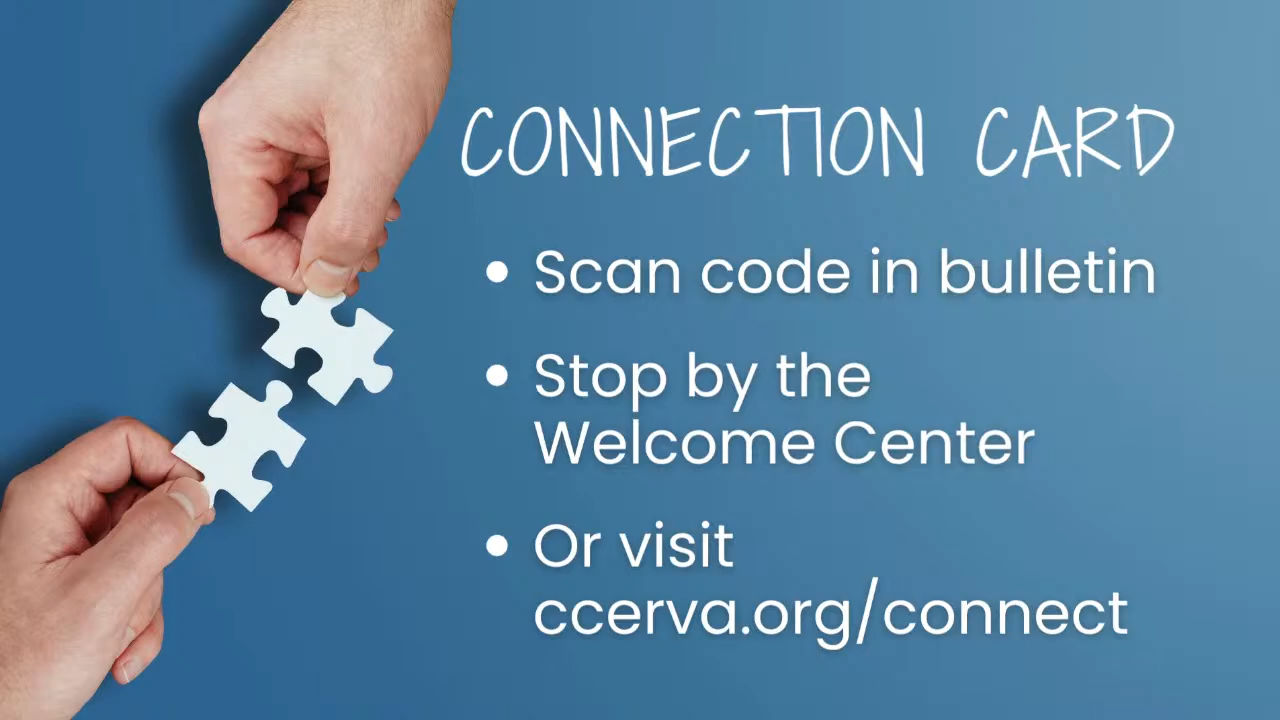 CONNECTION CARD
• Scan code in bulletin
• Stop by the
Welcome Center
• Or visit
ccerva.org/connect